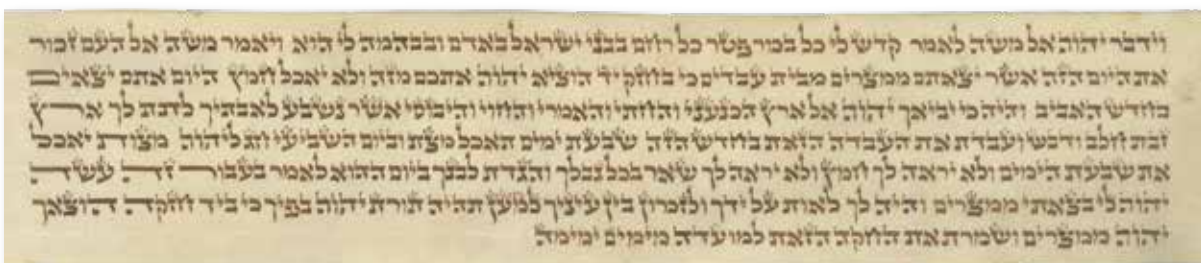 וידבר יהוה אל משה לאמר קדש לי כל בכור פטר כל רחם בבני ישראל באדם ובבהמה לי הוא ויאמר משה אל העם זכור
את היום הזה אשר יצאתם ממצרים מבית עבדים כי בחזק יד הוציא יהוה אתכם מזה ולא יאכל חמץ היום אתם יצאים
בחדש האביב והיה כי יביאך יהוה אל ארץ הכנעני והחתי והאמרי והחוי והיבוסי אשר נשבע לאבתיך לתת לך ארץ
זבת חלב ודבש ועבדת את העבדה הזאת בחדש הזה שבעת ימים תאכל מצת וביום השביעי חג ליהוה מצות יאכל
את שבעת הימים ולא יראה לך חמץ ולא יראה לך שאר בכל גבלך והגדת לבנך ביום ההוא לאמר בעבור זה עשה
יהוה לי בצאתי ממצרים והיה לך לאות על ידך ולזכרון בין עיניך למען תהיה תורת יהוה בפיך כי ביד חזקה הוצאך
יהוה ממצרים ושמרת את החקה הזאת למועדה מימים ימימה